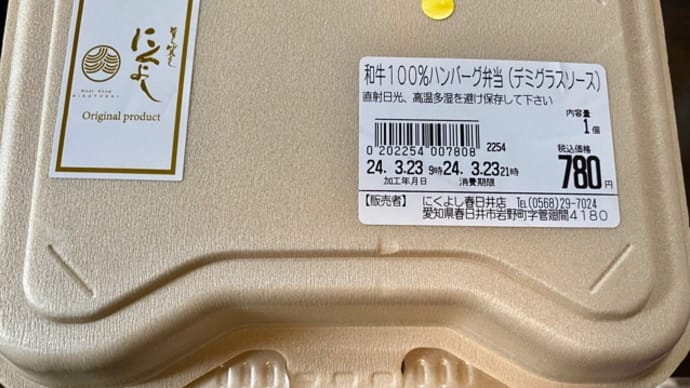 にくよし
Meat Shop
NIKUYOSHI
Original product
和牛100%ハンバーグ弁当(デミグラスソース)
直射日光、高温多湿を避け保存して下さい
内容量
1個
0 202254 007808 2254
税込価格
24. 3.23 9時 24. 3.23 21時
780円
加工年月日 消費期限
【販売者】 にくよし春日井店 TEL(0568)29-7024
愛知県春日井市岩野町字菅廻間4180